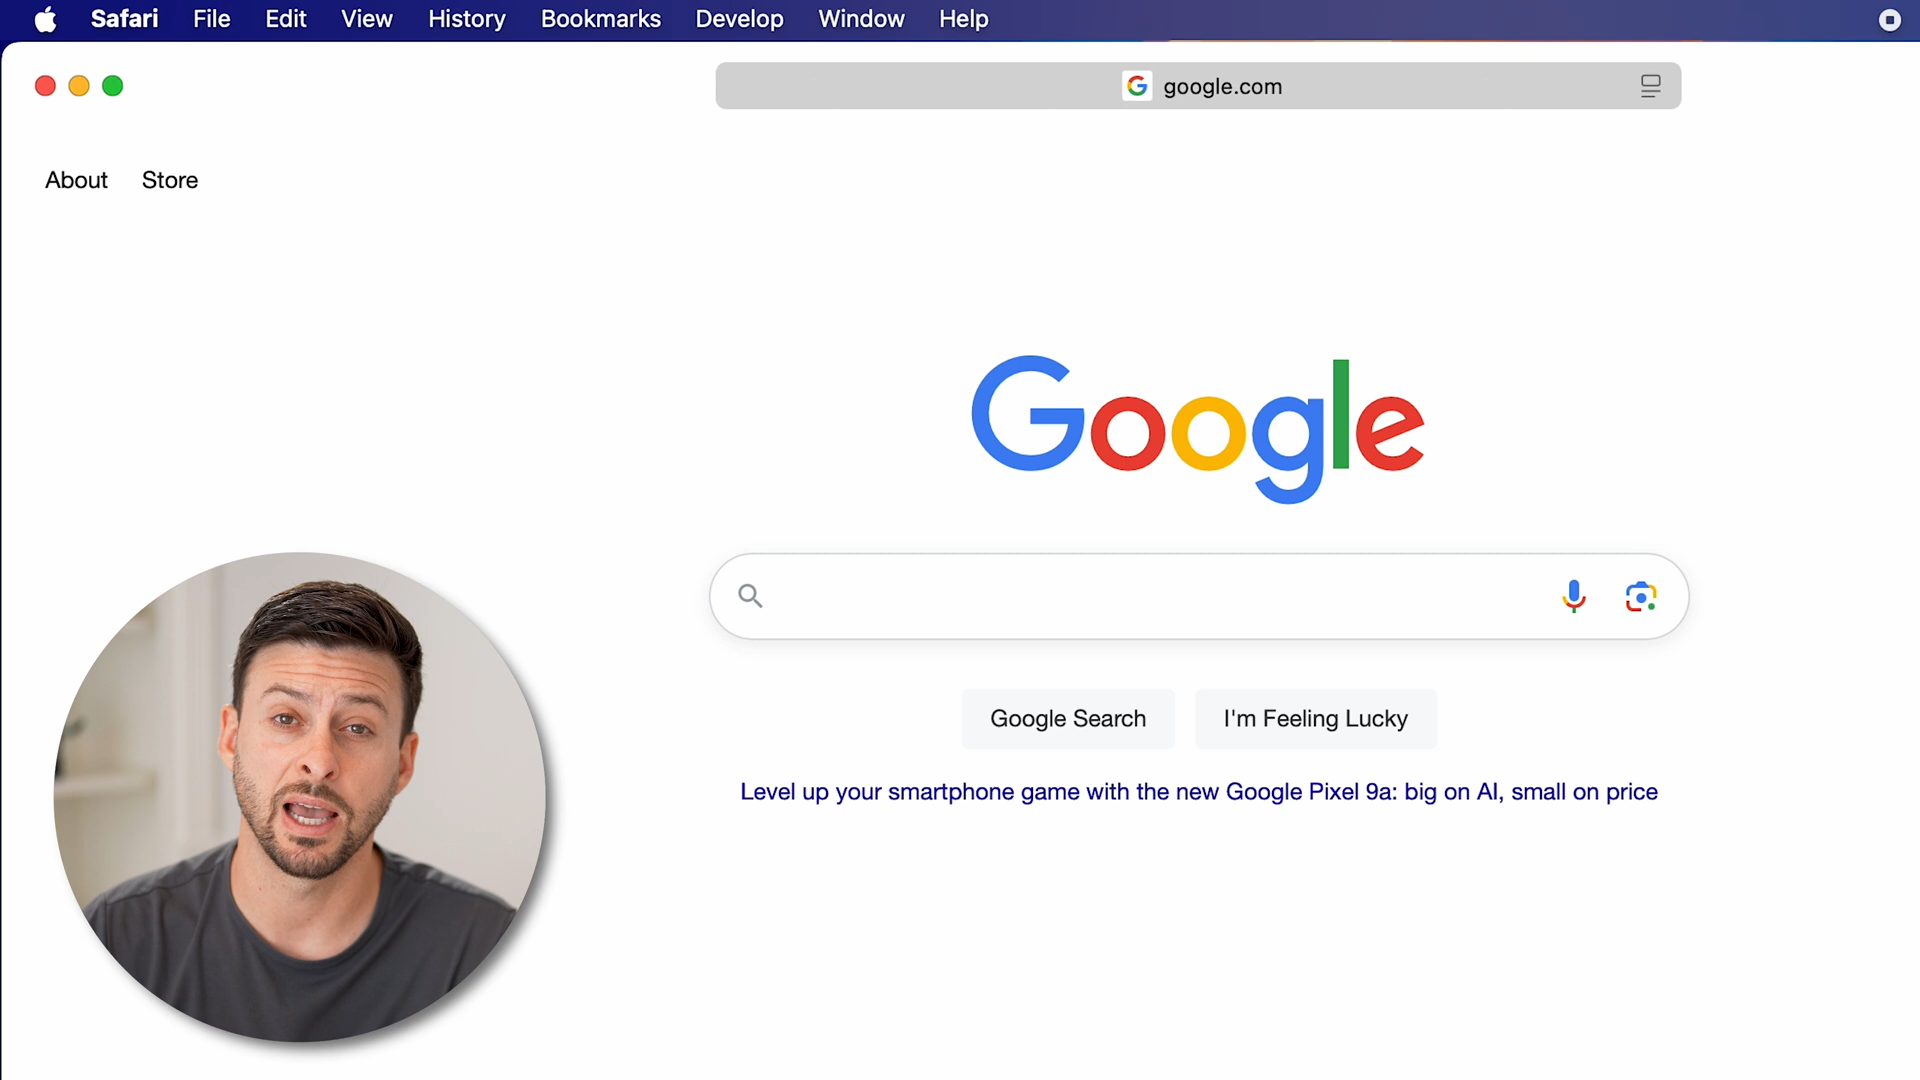 Safari File Edit View History Bookmarks Develop Window Help
google.com
About Store
Google
Google Search I'm Feeling Lucky
Level up your smartphone game with the new Google Pixel 9a: big on AI, small on price